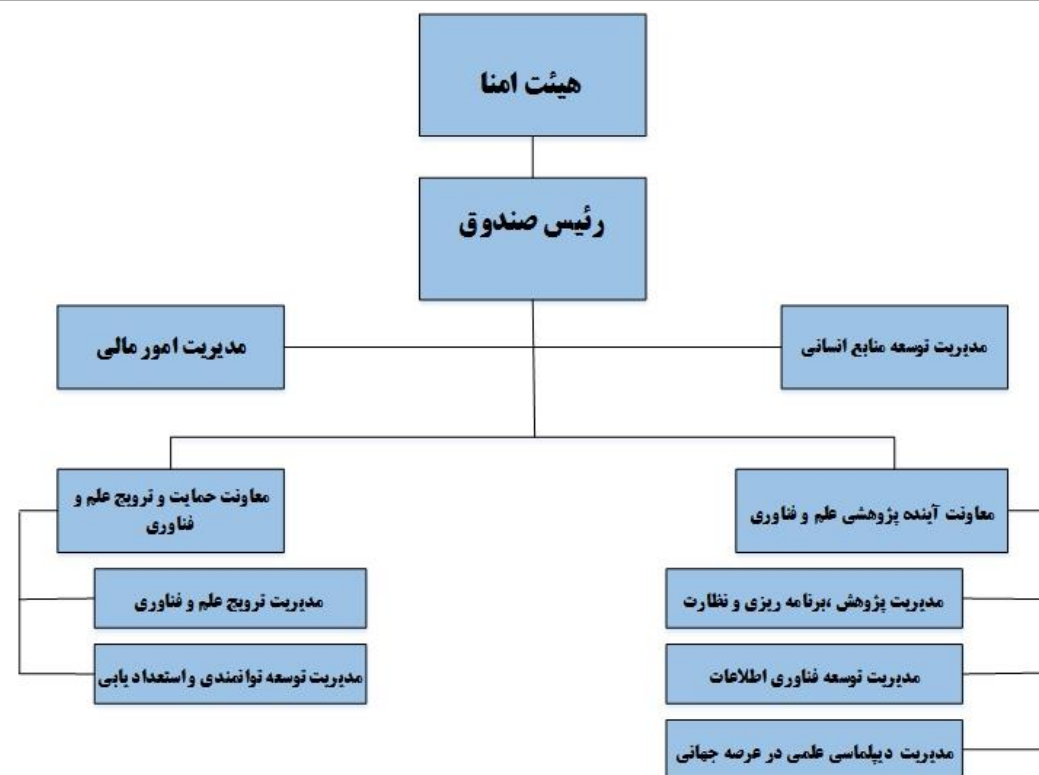 هیئت امنا
رئیس صندوق
مدیریت توسعه منابع انسانی
مدیریت امور مالی
معاونت آینده پژوهشی علم و فناوری
معاونت حمایت و ترویج علم و
فناوری
مدیریت پژوهش ،برنامه ریزی و نظارت
مدیریت ترویج علم و فناوری
مدیریت توسعه فناوری اطلاعات
مدیریت توسعه توانمندی و استعداد یابی
مدیریت دیپلماسی علمی در عرصه جهانی